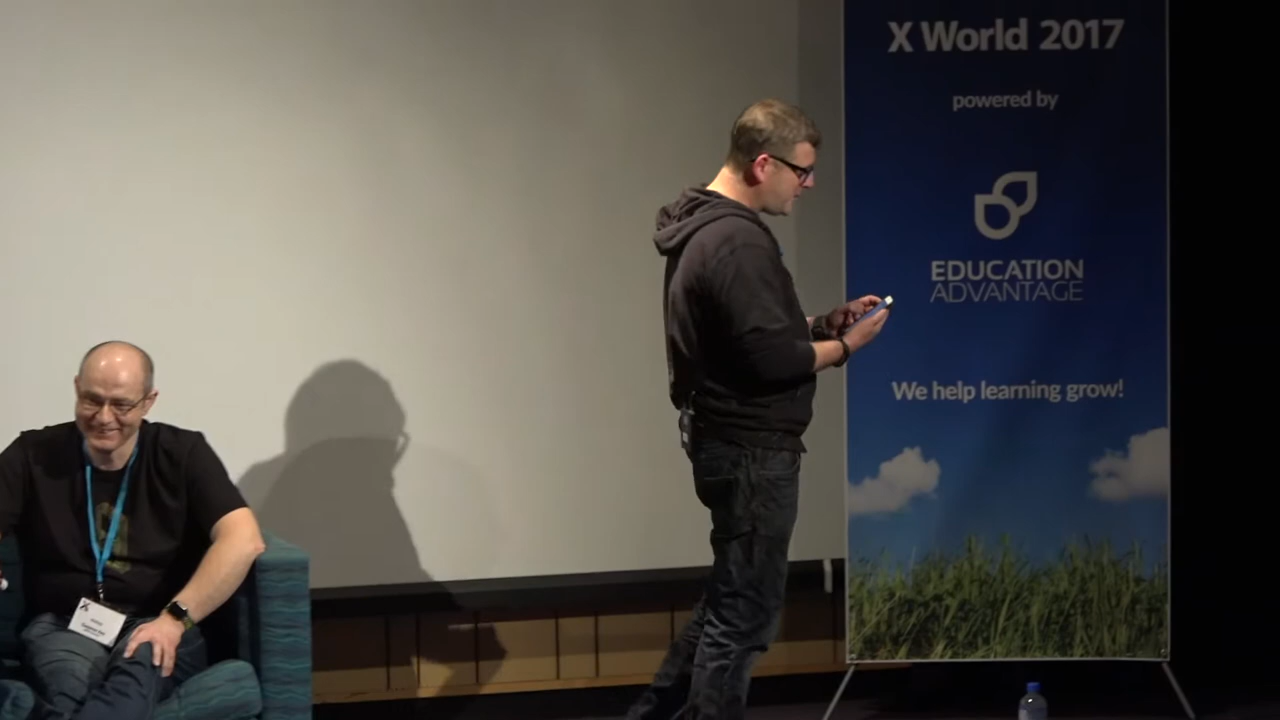 X World 2017
powered by
EDUCATION
ADVANTAGE
We help learning grow!
X